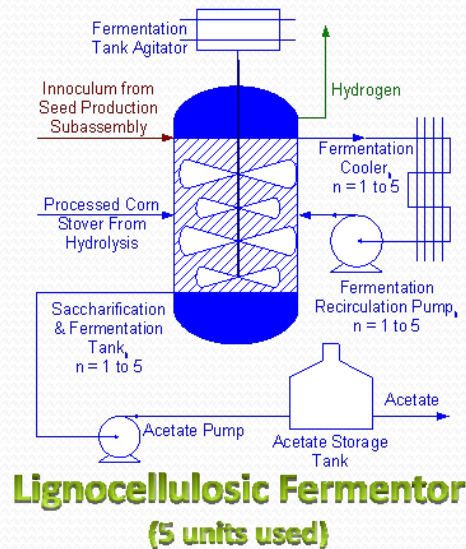 Fermentation
Tank Agitator
Hydrogen
Innoculum from
Seed Production
Subassembly
Fermentation
Cooler,
n = 1 to 5
Processed Corn
Stover From
Hydrolysis
Fermentation
Recirculation Pump,
n = 1 to 5
Saccharification
& Fermentation
Tank,
n = 1 to 5
Acetate
Acetate Pump
Acetate Storage
Tank
Lignocellulosic Fermentor
(5 units used)